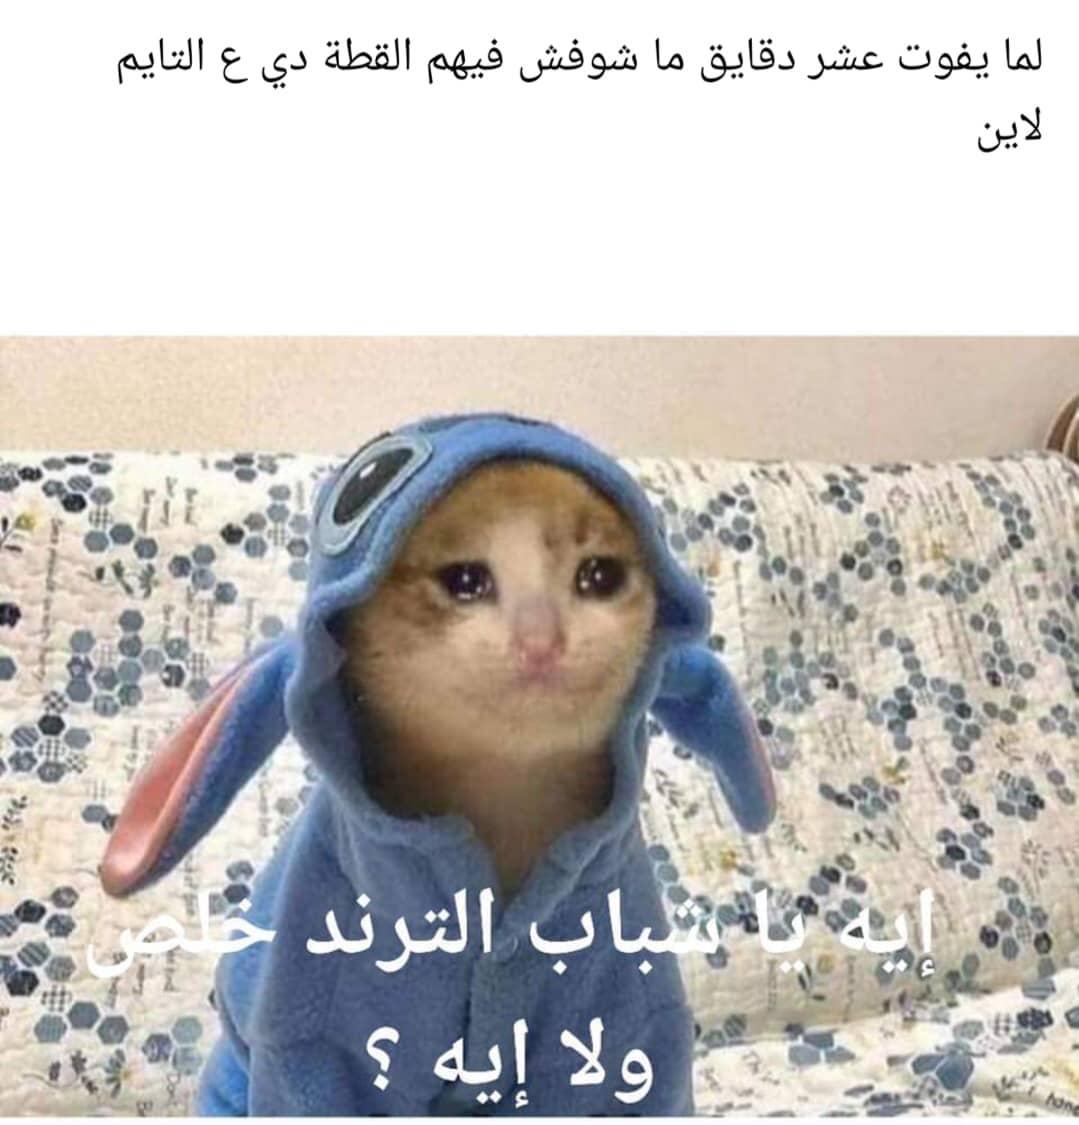 لما يفوت عشر دقايق ما شوفش فيهم القطة دي ع التايم
لاين
إيه يا شباب الترند خلص
ولا إيه ؟